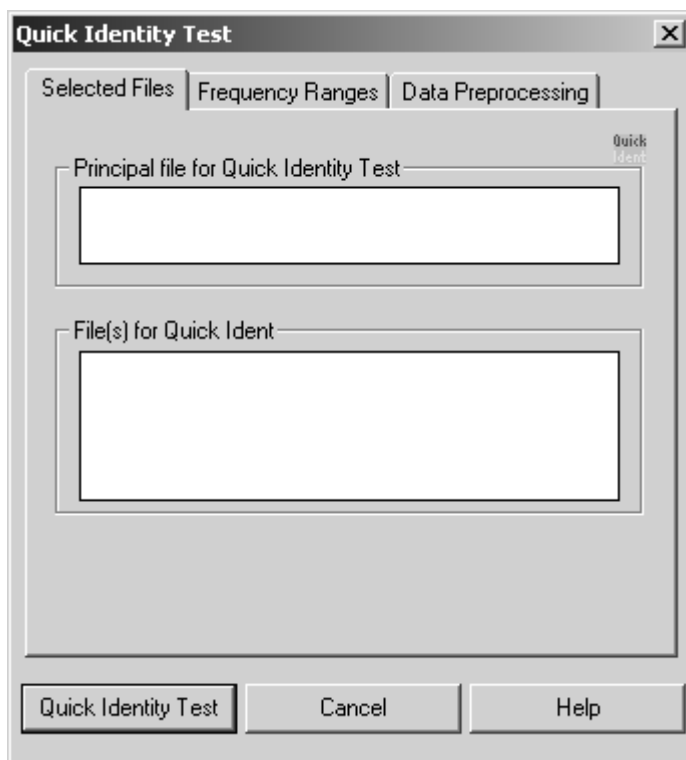 Quick Identity Test
Selected Files Frequency Ranges Data Preprocessing
Quick
Ident
Principal file for Quick Identity Test
File(s) for Quick Ident
Quick Identity Test Cancel Help